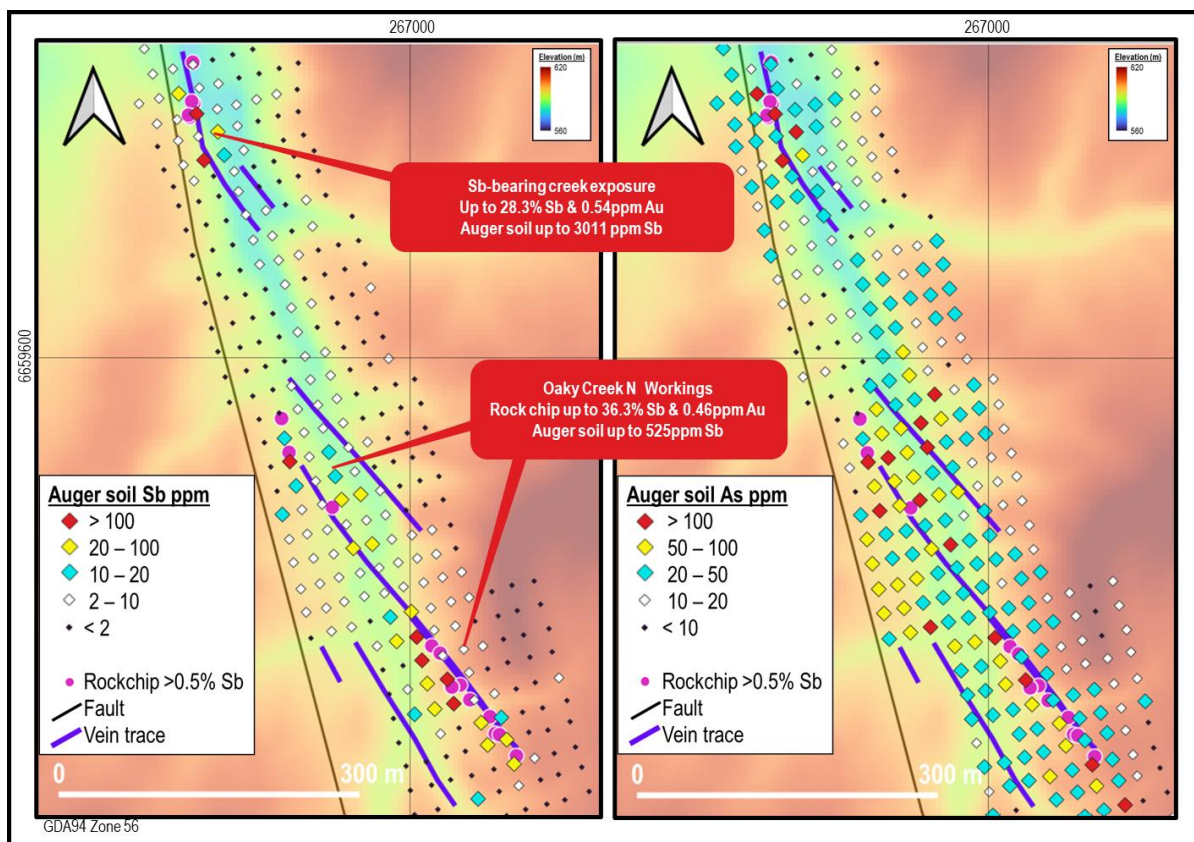 267000
267000
6659600
Elevation (m)
620
560
Sb-bearing creek exposure
Up to 28.3% Sb & 0.54ppm Au
Auger soil up to 3011 ppm Sb
Oaky Creek N Workings
Rock chip up to 36.3% Sb & 0.46ppm Au
Auger soil up to 525ppm Sb
Auger soil Sb ppm
> 100
20 – 100
10 – 20
2 – 10
< 2
Rockchip >0.5% Sb
Fault
Vein trace
0 300 m
GDA94 Zone 56
Elevation (m)
620
560
Auger soil As ppm
> 100
50 – 100
20 – 50
10 – 20
< 10
Rockchip >0.5% Sb
Fault
Vein trace
0 300 m